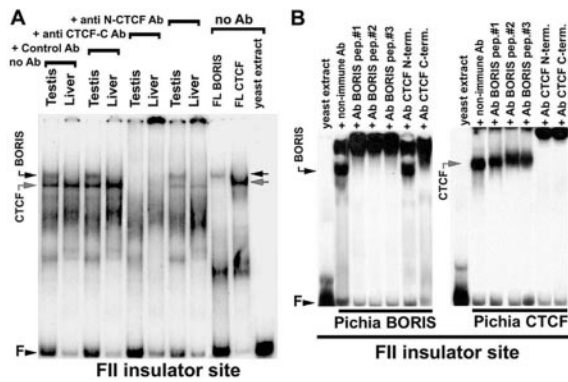 A
+ anti N-CTCF Ab
+ anti CTCF-C Ab
+ Control Ab
no Ab
no Ab
Testis
Liver
Testis
Liver
Testis
Liver
Testis
Liver
FL BORIS
FL CTCF
yeast extract
BORIS
CTCF
F
FII insulator site
B
yeast extract
+ non-immune Ab
+ Ab BORIS pep.#1
+ Ab BORIS pep.#2
+ Ab BORIS pep.#3
+ Ab CTCF N-term.
+ Ab CTCF C-term.
BORIS
F
Pichia BORIS
yeast extract
+ non-immune Ab
+ Ab BORIS pep.#1
+ Ab BORIS pep.#2
+ Ab BORIS pep.#3
+ Ab CTCF N-term.
+ Ab CTCF C-term.
CTCF
Pichia CTCF
FII insulator site